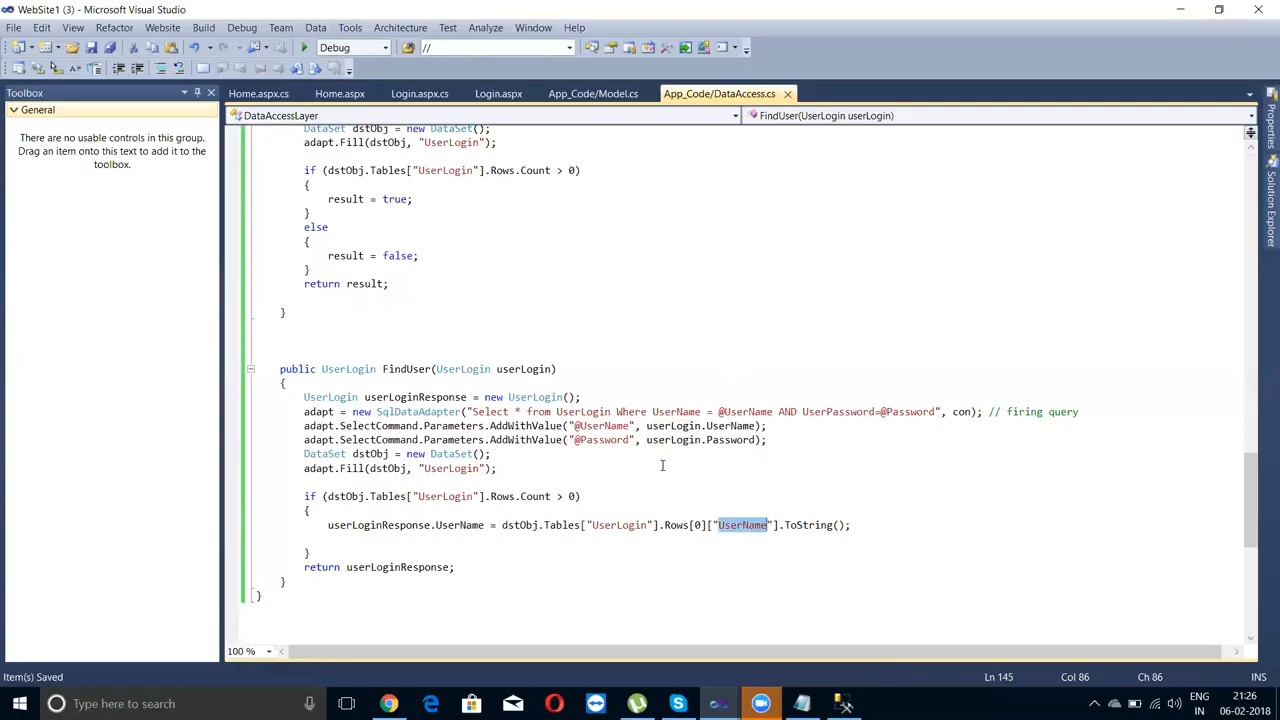 WebSite1 (3) - Microsoft Visual Studio
File Edit View Refactor Website Build Debug Team Data Tools Architecture Test Analyze Window Help
Debug //
Toolbox
General
There are no usable controls in this group.
Drag an item onto this text to add it to the
toolbox.
Home.aspx.cs Home.aspx Login.aspx.cs Login.aspx App_Code/Model.cs App_Code/DataAccess.cs
DataAccessLayer FindUser(UserLogin userLogin)
DataSet dstObj = new DataSet();
adapt.Fill(dstObj, "UserLogin");
if (dstObj.Tables["UserLogin"].Rows.Count > 0)
{
result = true;
}
else
{
result = false;
}
return result;
}
public UserLogin FindUser(UserLogin userLogin)
{
UserLogin userLoginResponse = new UserLogin();
adapt = new SqlDataAdapter("Select * from UserLogin Where UserName = @UserName AND UserPassword=@Password", con); // firing query
adapt.SelectCommand.Parameters.AddWithValue("@UserName", userLogin.UserName);
adapt.SelectCommand.Parameters.AddWithValue("@Password", userLogin.Password);
DataSet dstObj = new DataSet();
adapt.Fill(dstObj, "UserLogin");
if (dstObj.Tables["UserLogin"].Rows.Count > 0)
{
userLoginResponse.UserName = dstObj.Tables["UserLogin"].Rows[0]["UserName"].ToString();
}
return userLoginResponse;
}
}
Properties
Solution Explorer
100 %
Item(s) Saved Ln 145 Col 86 Ch 86 INS
Type here to search
ENG
IN
21:26
06-02-2018